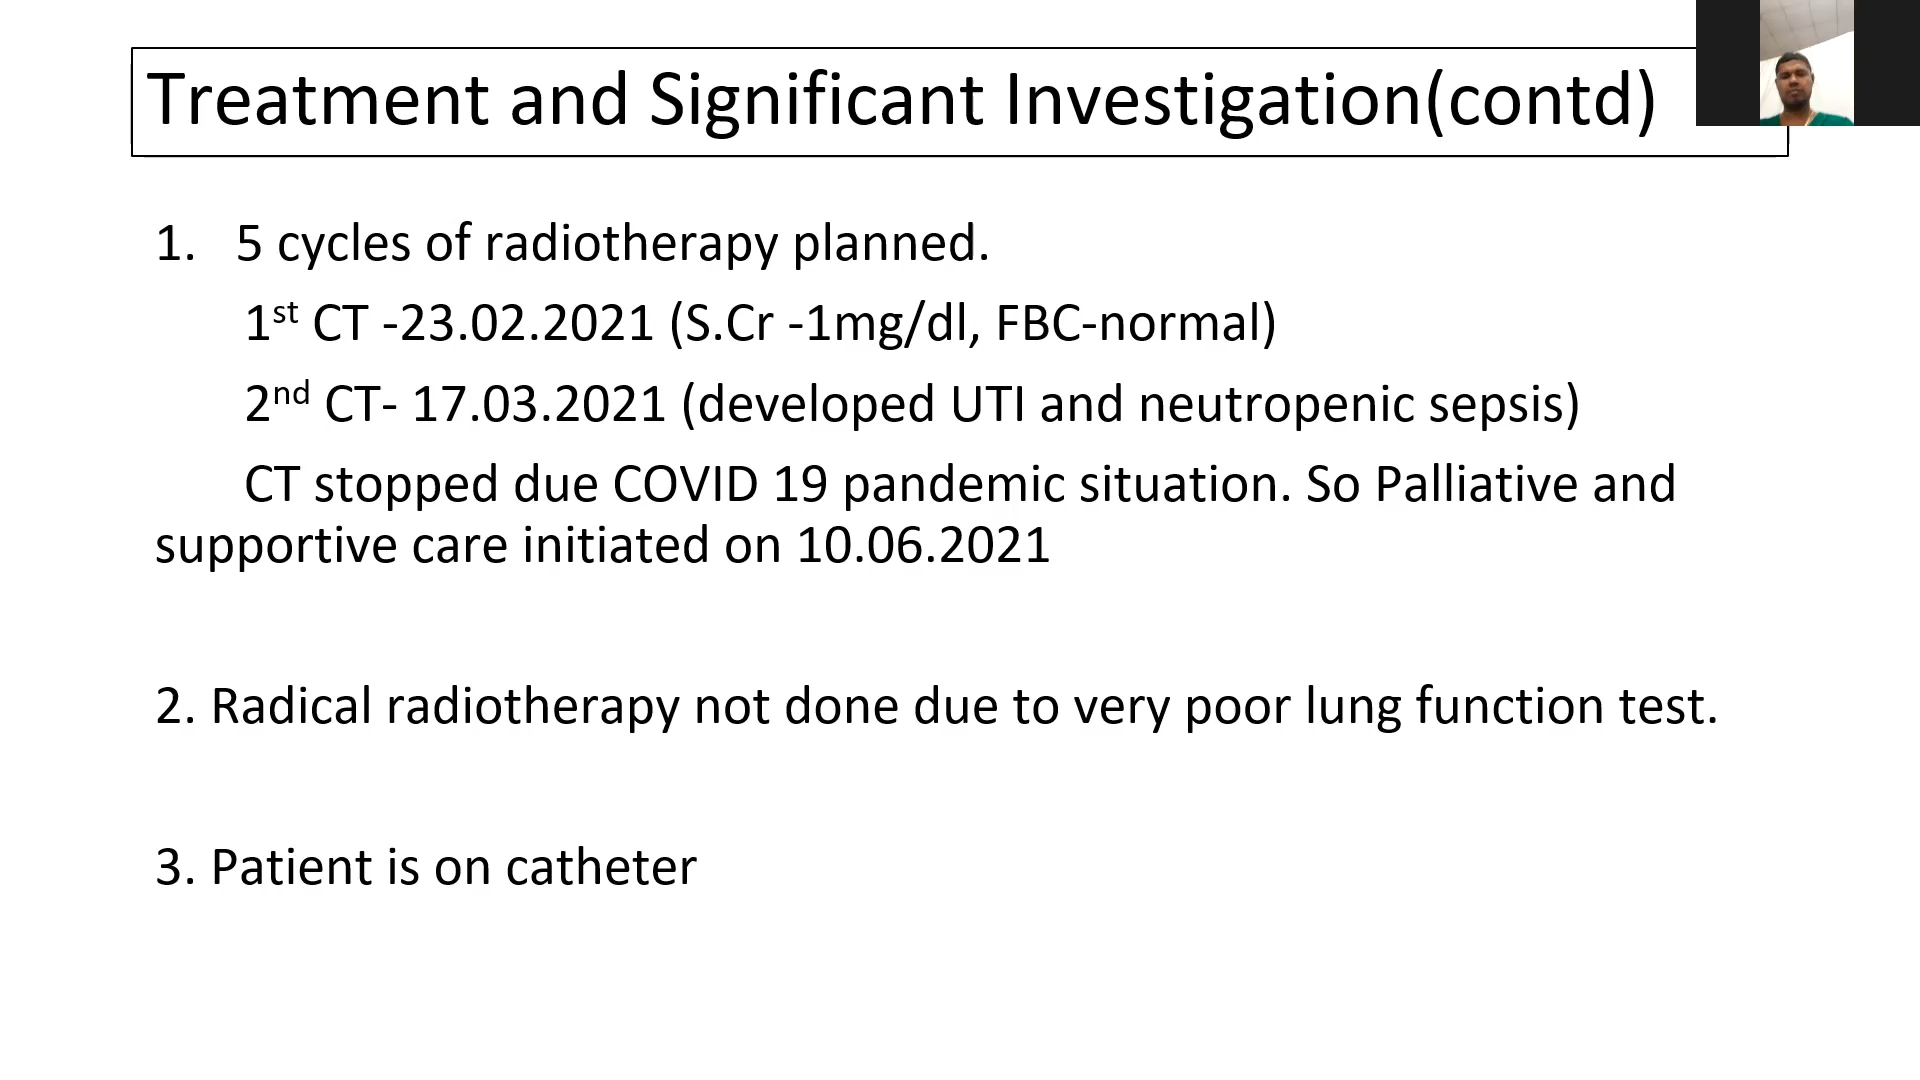 Treatment and Significant Investigation(contd)
1. 5 cycles of radiotherapy planned.
1st CT -23.02.2021 (S.Cr -1mg/dl, FBC-normal)
2nd CT- 17.03.2021 (developed UTI and neutropenic sepsis)
CT stopped due COVID 19 pandemic situation. So Palliative and
supportive care initiated on 10.06.2021
2. Radical radiotherapy not done due to very poor lung function test.
3. Patient is on catheter